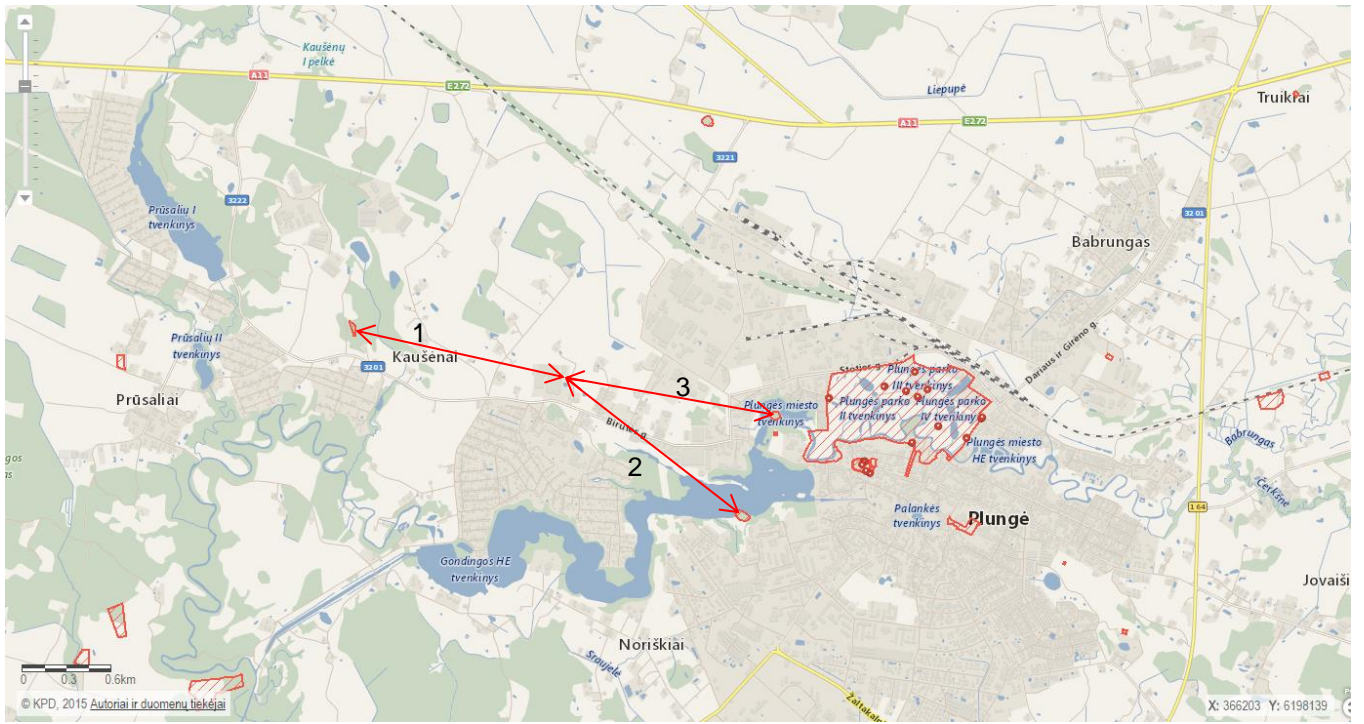 Kaušėnų
I pelkė
A11
E272
Liepupė
A11
E272
Truikiai
3221
3222
3201
Prūsalių I
tvenkinys
Babrungas
Prūsalių II
tvenkinys
1
Kaušėnai
3201
Prūsaliai
3
Stoties g.
Plungės parko
III tvenkinys
Plungės parko
II tvenkinys
Plungės parko
IV tvenkinys
Dariaus ir Girėno g.
Plungės miesto
tvenkinys
Birutės g.
2
Plungės miesto
HE tvenkinys
Babrungas
Čerkšnė
Palankės
tvenkinys
Plungė
164
Gondingos HE
tvenkinys
Jovaiši
Noriškiai
Sraujelė
Žaltakaln
0 0.3 0.6km
© KPD, 2015 Autoriai ir duomenų tiekėjai
X: 366203 Y: 6198139